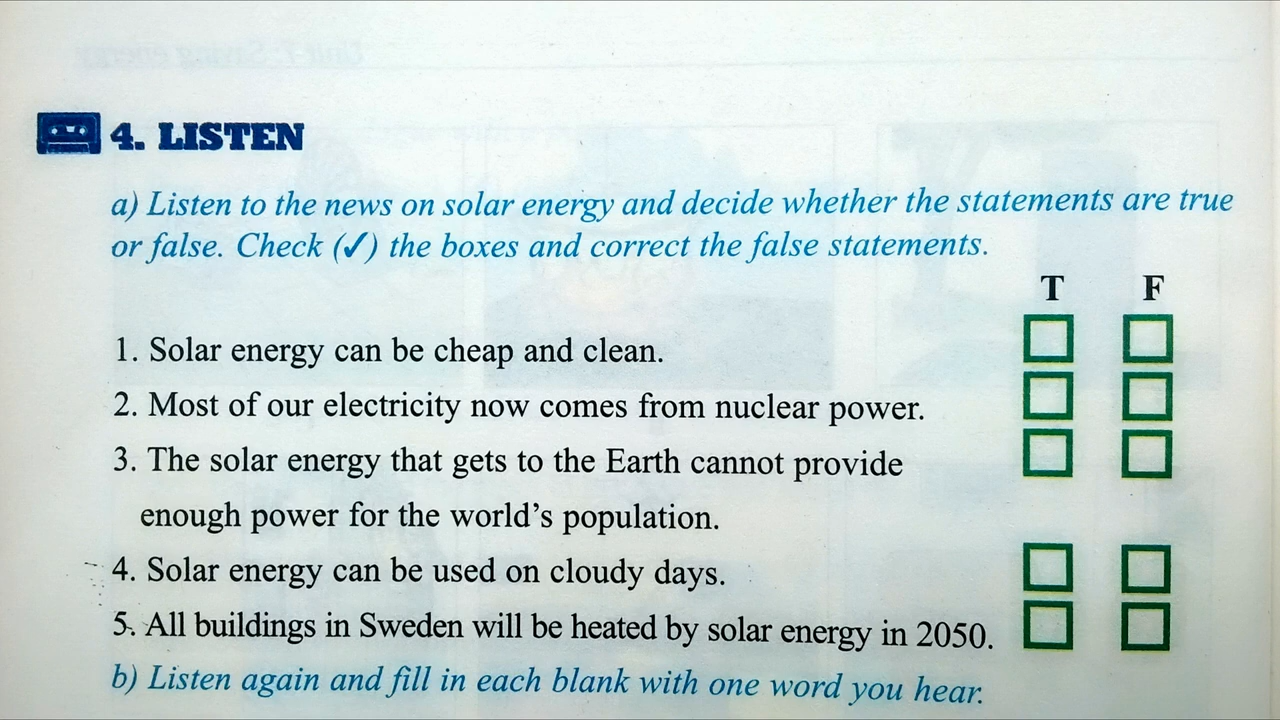 4. LISTEN
a) Listen to the news on solar energy and decide whether the statements are true
or false. Check (✓) the boxes and correct the false statements.
T F
1. Solar energy can be cheap and clean.
2. Most of our electricity now comes from nuclear power.
3. The solar energy that gets to the Earth cannot provide
enough power for the world's population.
4. Solar energy can be used on cloudy days.
5. All buildings in Sweden will be heated by solar energy in 2050.
b) Listen again and fill in each blank with one word you hear.